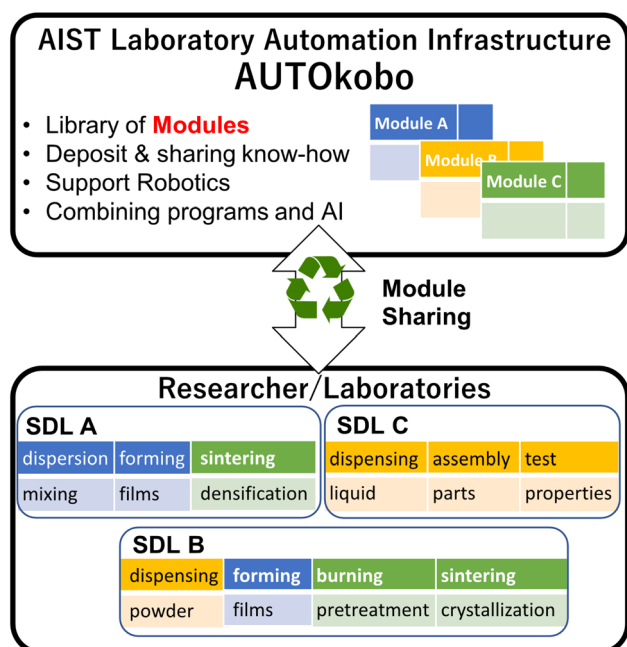 AIST Laboratory Automation Infrastructure
AUTOkobo
• Library of Modules
• Deposit & sharing know-how
• Support Robotics
• Combining programs and AI
Module A
Module B
Module C
Module
Sharing
Researcher/Laboratories
SDL A
dispersion forming sintering
mixing films densification
SDL C
dispensing assembly test
liquid parts properties
SDL B
dispensing forming burning sintering
powder films pretreatment crystallization